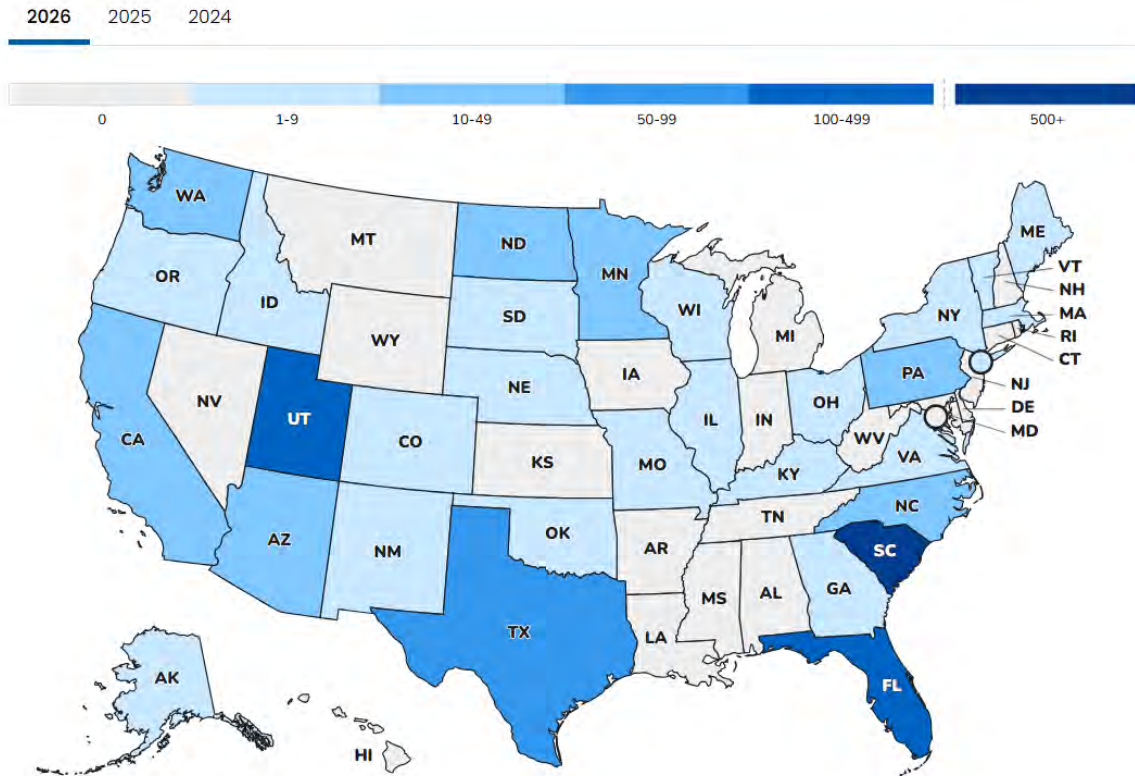 2026 2025 2024
0 1-9 10-49 50-99 100-499 500+
WA
MT
ND
MN
ME
VT
OR
ID
SD
WI
NH
NY
MA
WY
MI
RI
CT
IA
PA
NE
NJ
NV
UT
OH
DE
IL
IN
MD
CA
CO
WV
KS
MO
VA
KY
NC
TN
OK
AZ
NM
AR
SC
GA
MS
AL
TX
LA
AK
FL
HI